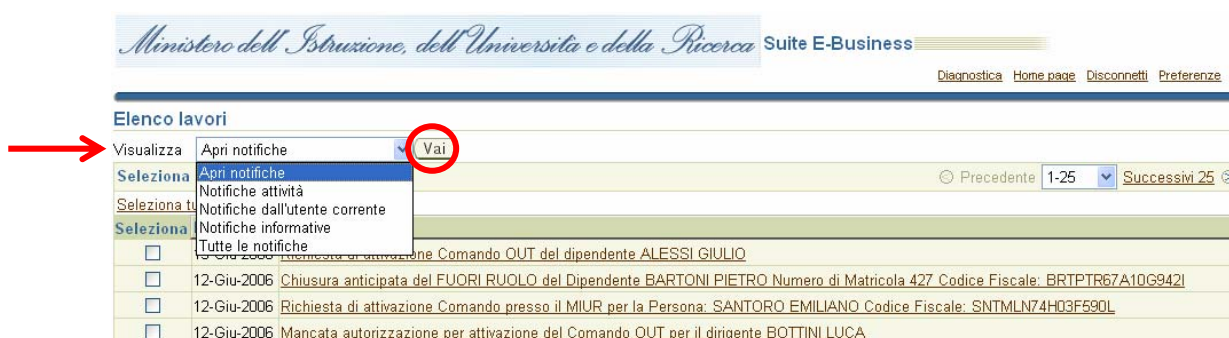 Ministero dell'Istruzione, dell'Università e della Ricerca Suite E-Business
Diagnostica Home page Disconnetti Preferenze
Elenco lavori
Visualizza Apri notifiche Vai
Seleziona Apri notifiche Precedente 1-25 Successivi 25
Notifiche attività
Seleziona Notifiche dall'utente corrente
Seleziona Notifiche informative
Tutte le notifiche
Richiesta di attivazione Comando OUT del dipendente ALESSI GIULIO
12-Giu-2006 Chiusura anticipata del FUORI RUOLO del Dipendente BARTONI PIETRO Numero di Matricola 427 Codice Fiscale: BRTPTR67A10G942I
12-Giu-2006 Richiesta di attivazione Comando presso il MIUR per la Persona: SANTORO EMILIANO Codice Fiscale: SNTMLN74H03F590L
12-Giu-2006 Mancata autorizzazione per attivazione del Comando OUT per il dirigente BOTTINI LUCA